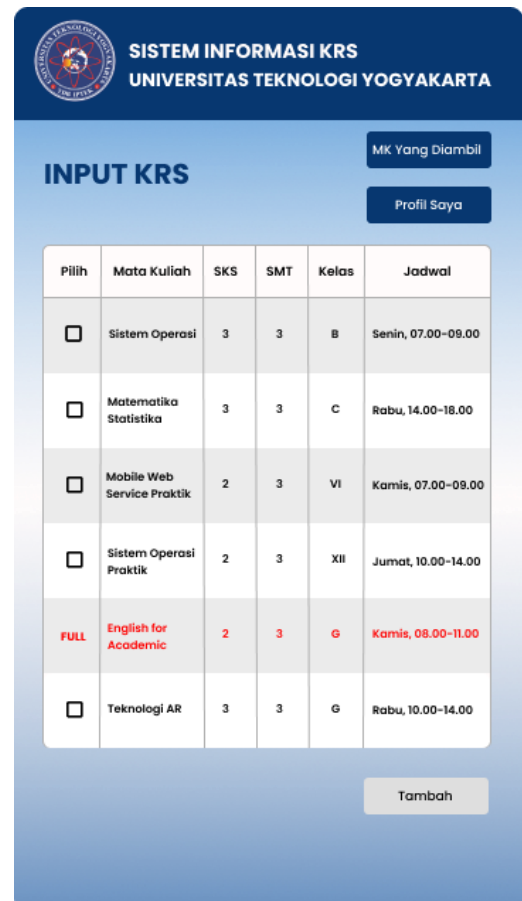 SISTEM INFORMASI KRS
UNIVERSITAS TEKNOLOGI YOGYAKARTA
INPUT KRS
MK Yang Diambil
Profil Saya
Pilih Mata Kuliah SKS SMT Kelas Jadwal
Sistem Operasi 3 3 B Senin, 07.00-09.00
Matematika
Statistika
3 3 C Rabu, 14.00-18.00
Mobile Web
Service Praktik
2 3 VI Kamis, 07.00-09.00
Sistem Operasi
Praktik
2 3 XII Jumat, 10.00-14.00
FULL
English for
Academic
2 3 G Kamis, 08.00-11.00
Teknologi AR 3 3 G Rabu, 10.00-14.00
Tambah